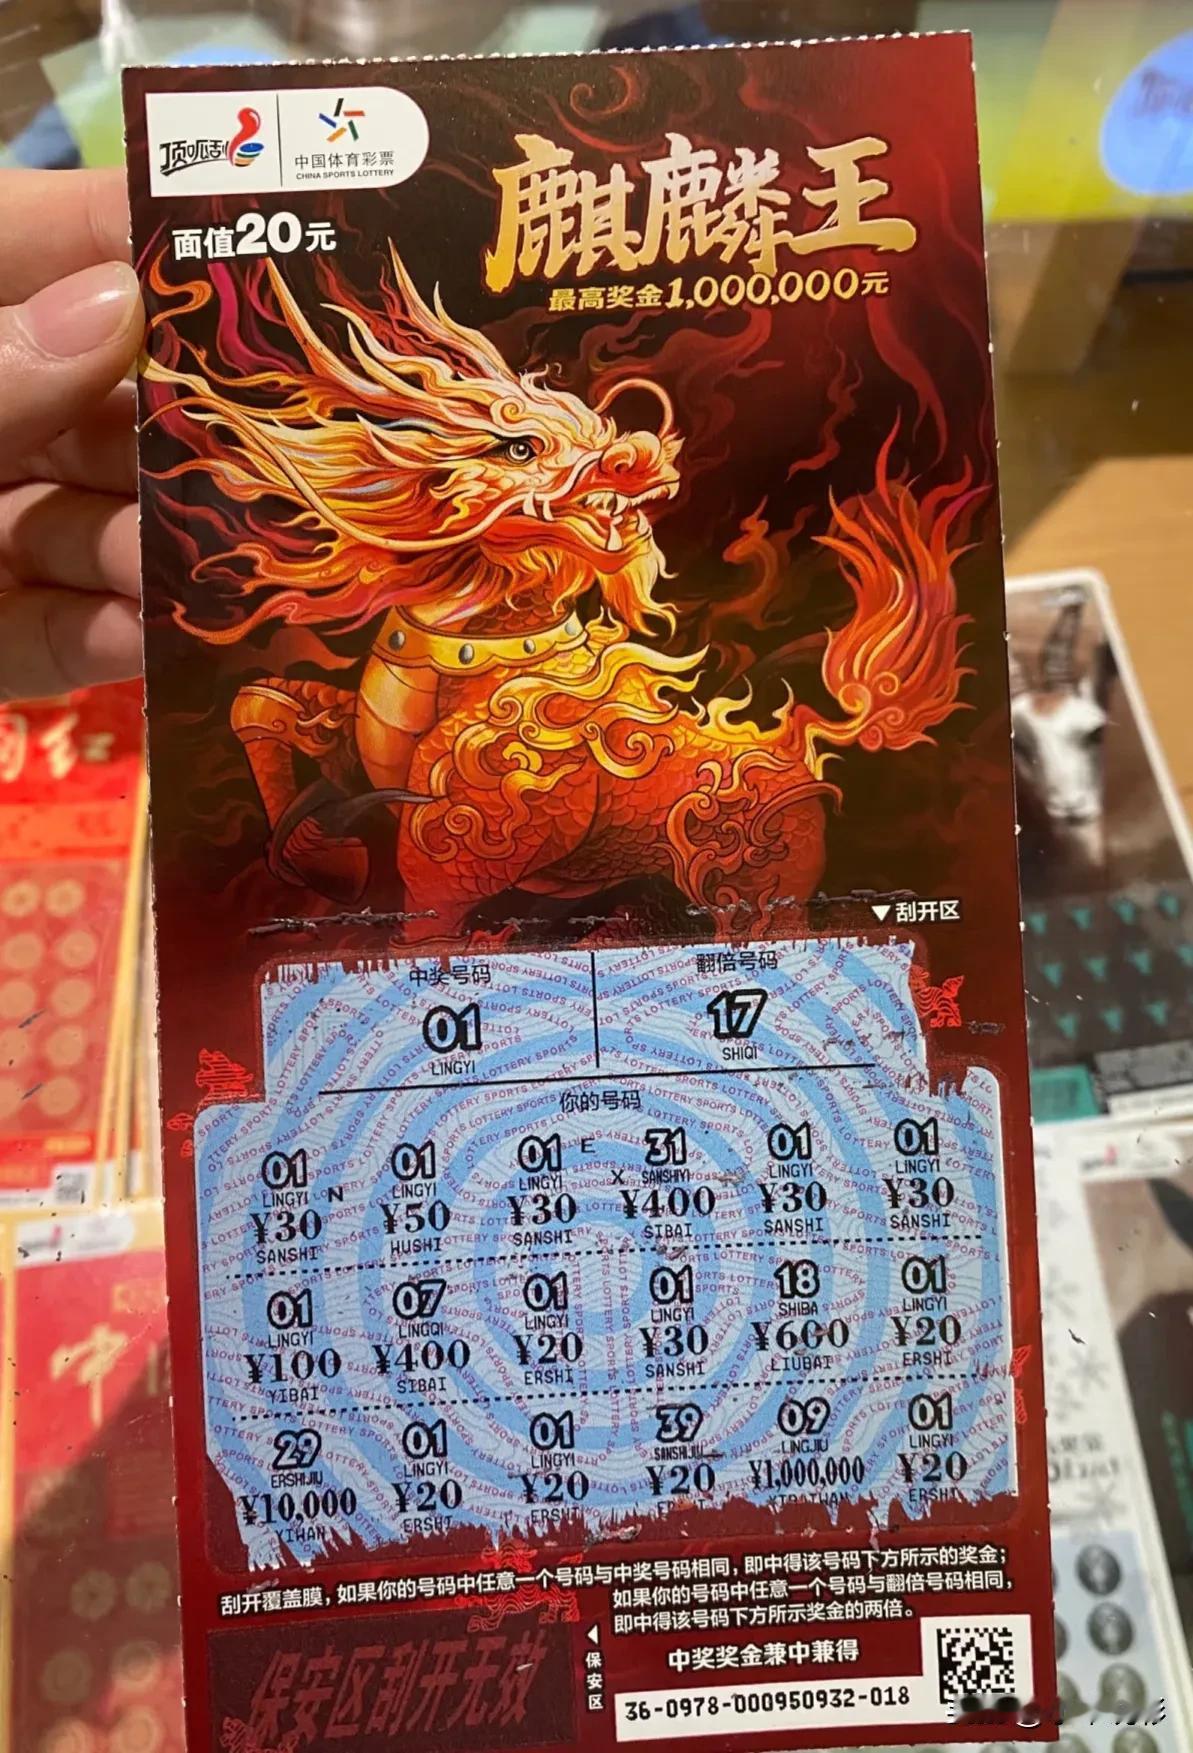 顶呱刮
中国体育彩票
CHINA SPORTS LOTTERY
面值20元
麒麟王
最高奖金1,000,000元
▼刮开区
中奖号码 翻倍号码
01 17
LINGYI SHIQI
你的号码
01 01 01 31 01 01
LINGYI LINGYI LINGYI SANSHIYI LINGYI LINGYI
N E X
¥30 ¥50 ¥30 ¥400 ¥30 ¥30
SANSHI WUSHI SANSHI SIBAI SANSHI SANSHI
01 07 01 01 18 01
LINGYI LINGQI LINGYI LINGYI SHIBA LINGYI
¥100 ¥400 ¥20 ¥30 ¥600 ¥20
YIBAI SIBAI ERSHI SANSHI LIUBAI ERSHI
29 01 01 39 09 01
ERSHIJIU LINGYI LINGYI SANSHIJIU LINGJIU LINGYI
¥10,000 ¥20 ¥20 ¥20 ¥1,000,000 ¥20
YIWAN ERSHI ERSHI YIBAIWAN ERSHI
刮开覆盖膜，如果你的号码中任意一个号码与中奖号码相同，即中得该号码下方所示的奖金；
如果你的号码中任意一个号码与翻倍号码相同，
即中得该号码下方所示奖金的两倍。
保安区刮开无效
◀保安区
中奖奖金兼中兼得
36-0978-000950932-018